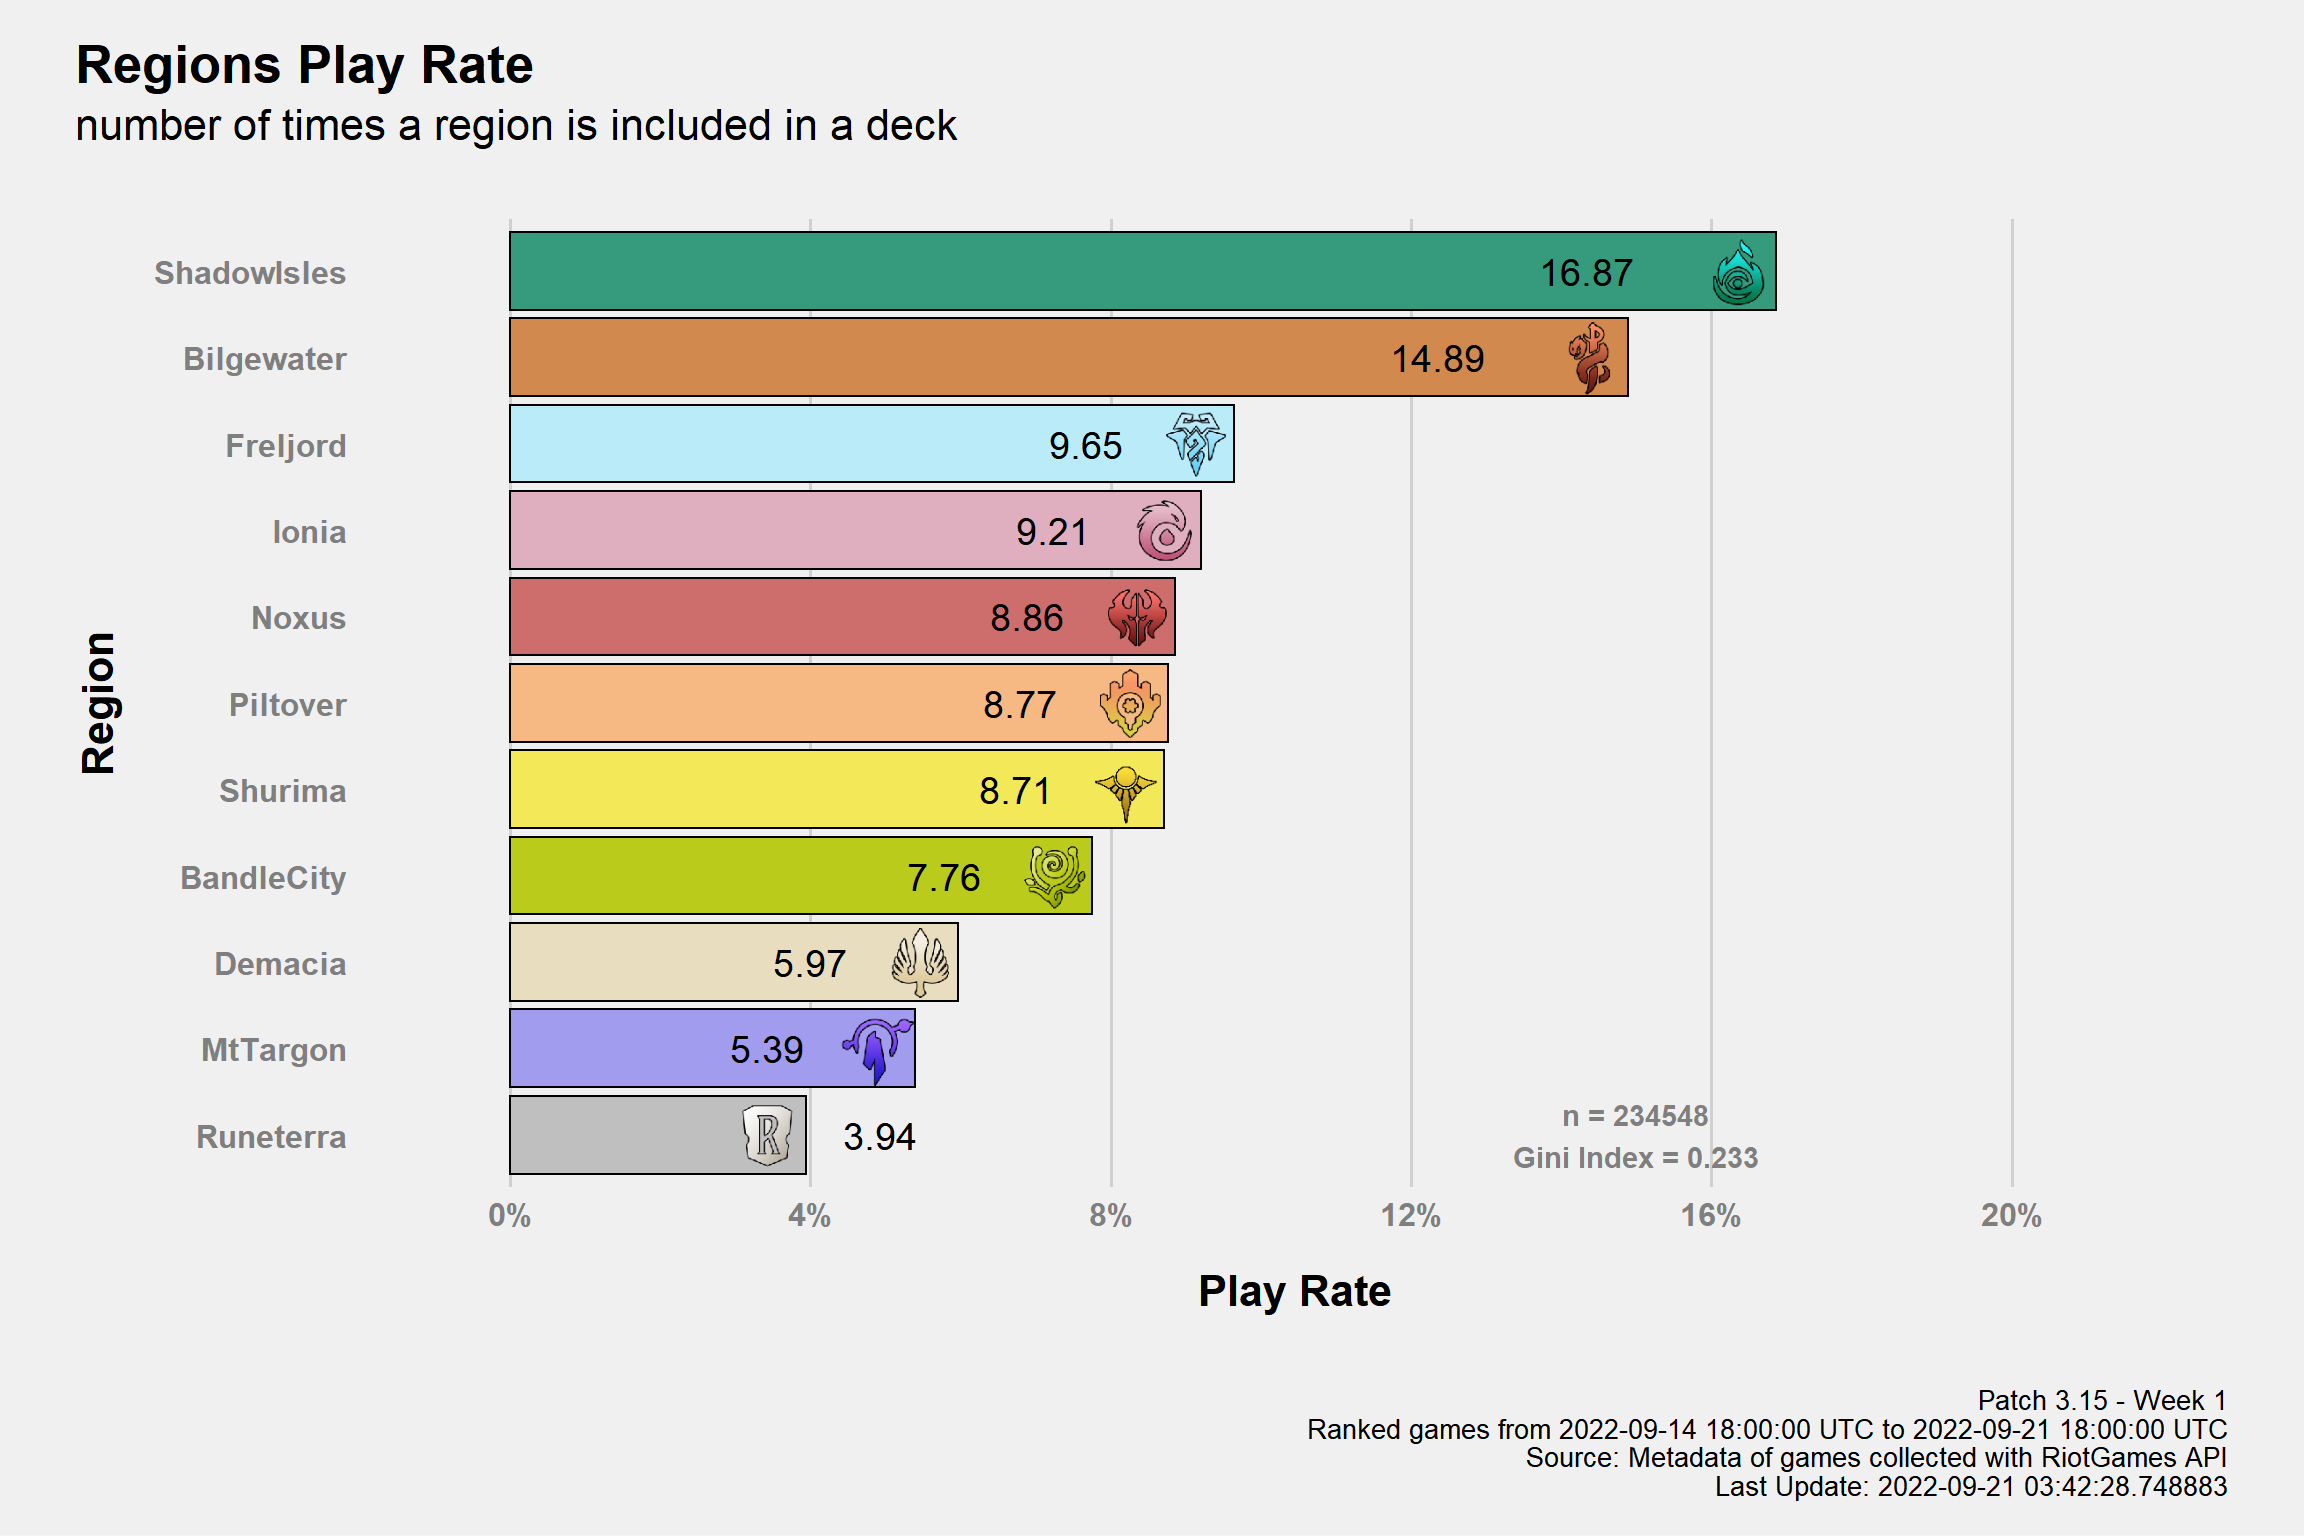 Regions Play Rate
number of times a region is included in a deck
Region
ShadowIsles
16.87
Bilgewater
14.89
Freljord
9.65
Ionia
9.21
Noxus
8.86
Piltover
8.77
Shurima
8.71
BandleCity
7.76
Demacia
5.97
MtTargon
5.39
Runeterra
R
3.94
n = 234548
Gini Index = 0.233
0% 4% 8% 12% 16% 20%
Play Rate
Patch 3.15 - Week 1
Ranked games from 2022-09-14 18:00:00 UTC to 2022-09-21 18:00:00 UTC
Source: Metadata of games collected with RiotGames API
Last Update: 2022-09-21 03:42:28.748883